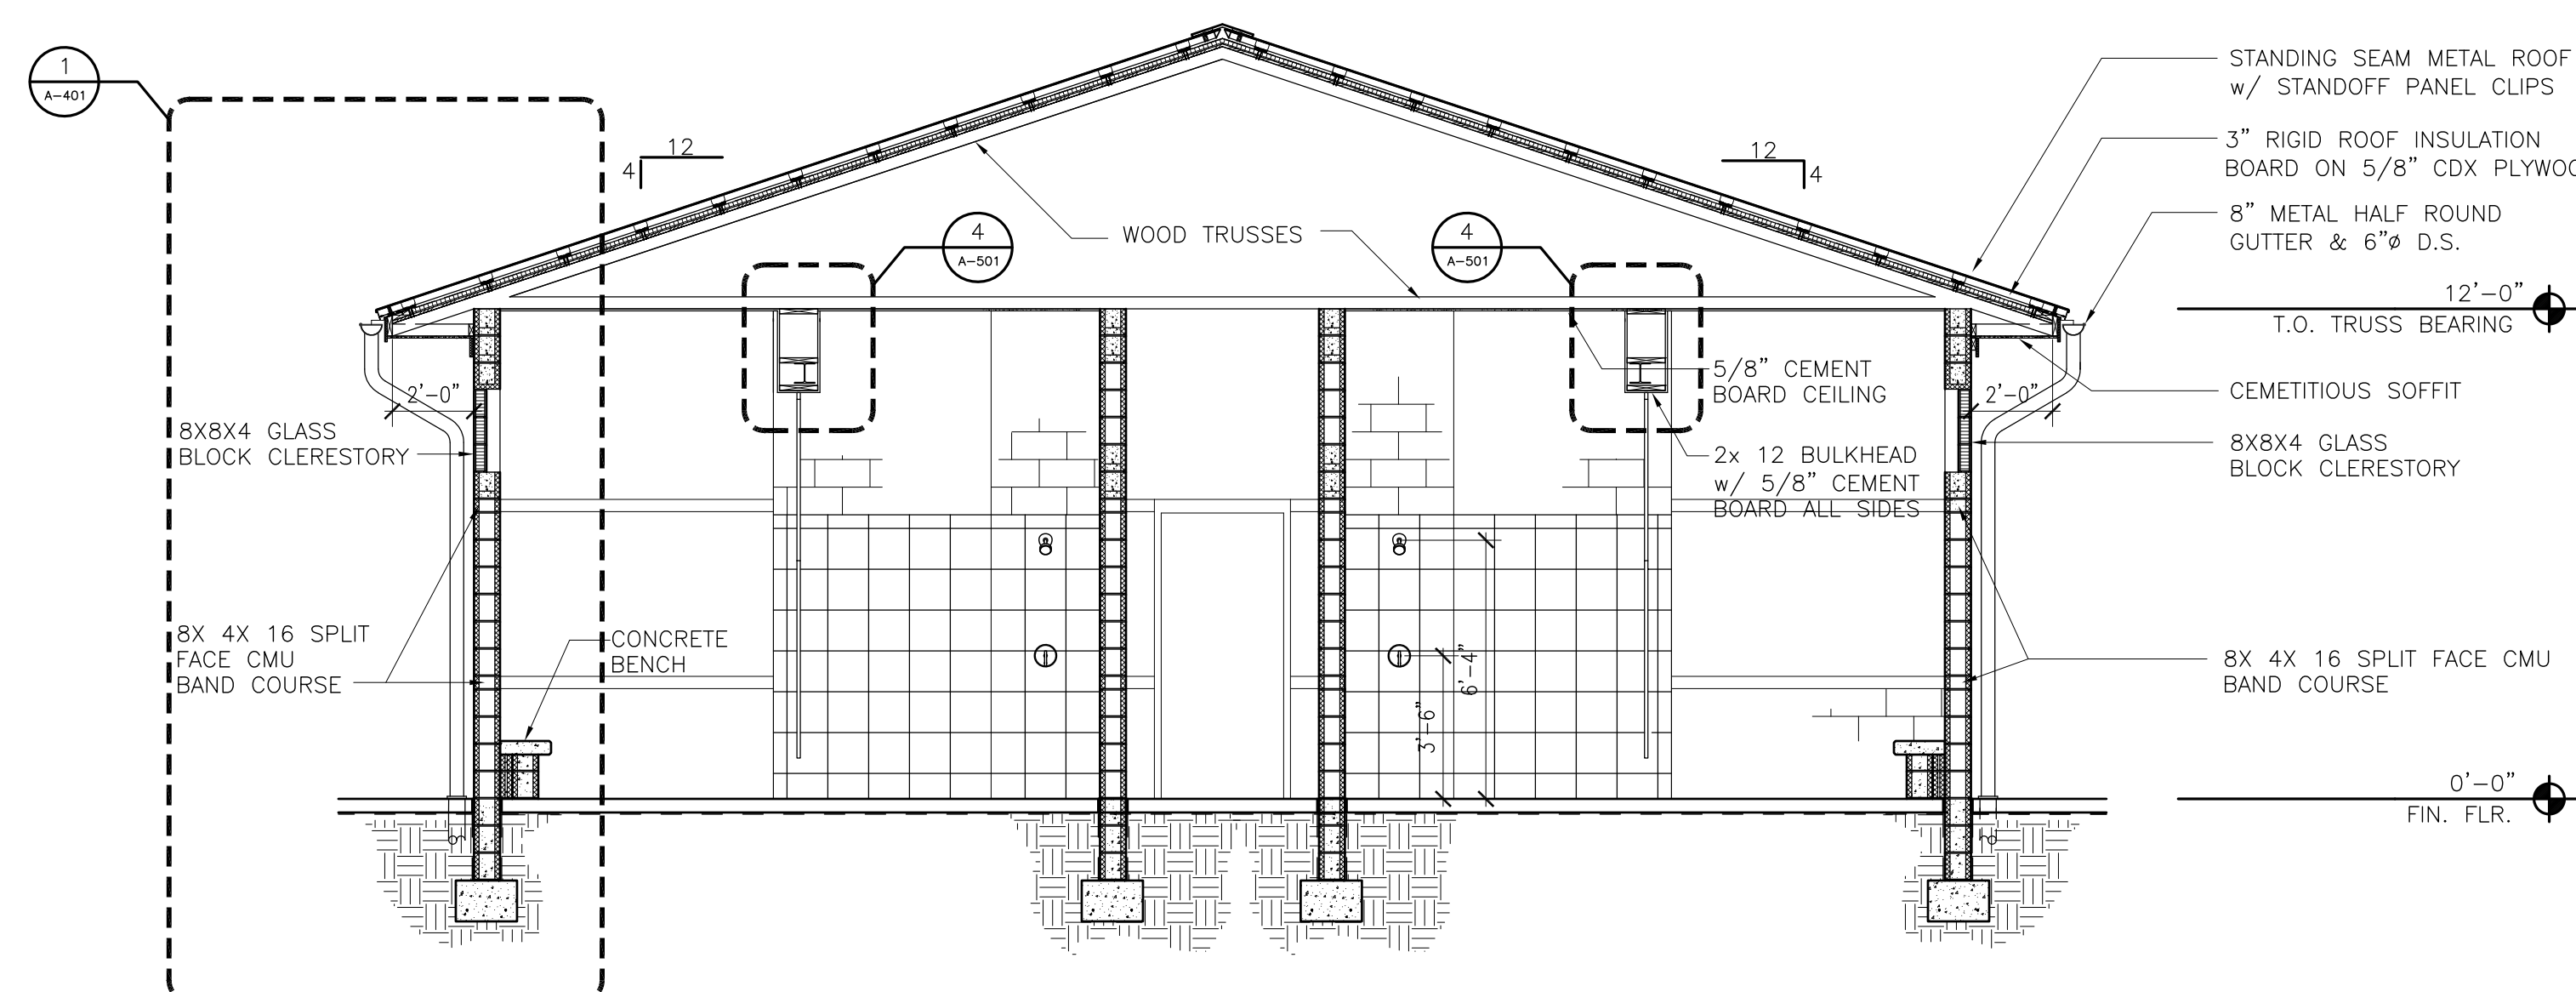 1
A-401
12
4
12
4
STANDING SEAM METAL ROOF
w/ STANDOFF PANEL CLIPS
3" RIGID ROOF INSULATION
BOARD ON 5/8" CDX PLYWOO
8" METAL HALF ROUND
GUTTER & 6"ø D.S.
4
A-501
WOOD TRUSSES
4
A-501
12'-0"
T.O. TRUSS BEARING
2'-0"
5/8" CEMENT
BOARD CEILING
2'-0"
CEMETITIOUS SOFFIT
8X8X4 GLASS
BLOCK CLERESTORY
2x 12 BULKHEAD
w/ 5/8" CEMENT
BOARD ALL SIDES
8X8X4 GLASS
BLOCK CLERESTORY
8X 4X 16 SPLIT
FACE CMU
BAND COURSE
CONCRETE
BENCH
3'-6"
6'-4"
8X 4X 16 SPLIT FACE CMU
BAND COURSE
0'-0"
FIN. FLR.